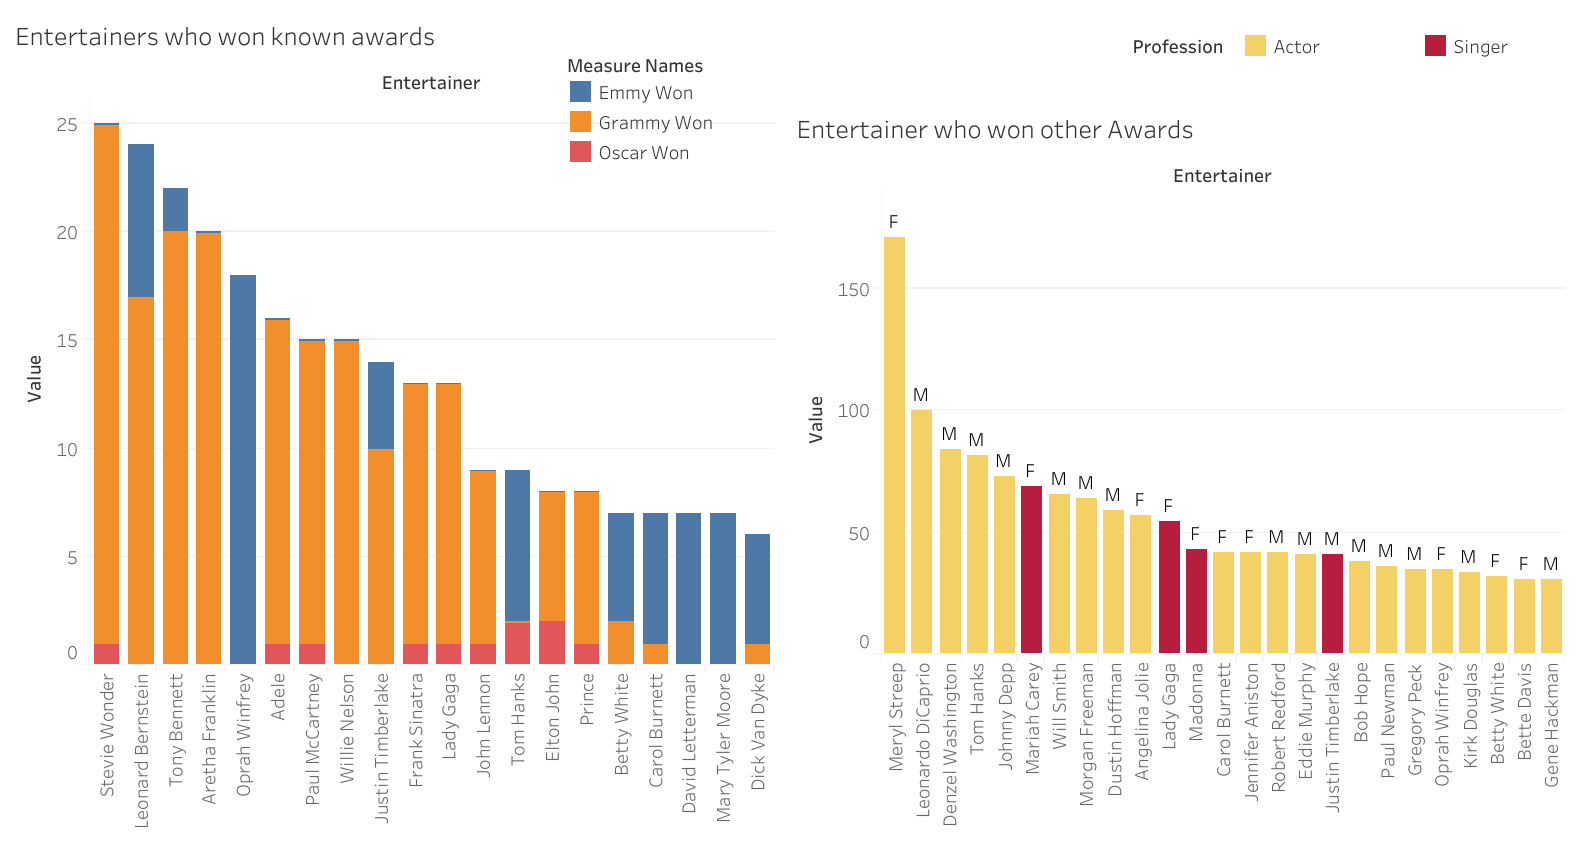 Entertainers who won known awards
Entertainer
Measure Names
Emmy Won
Grammy Won
Oscar Won
Value
25
20
15
10
5
0
Stevie Wonder
Leonard Bernstein
Tony Bennett
Aretha Franklin
Oprah Winfrey
Adele
Paul McCartney
Willie Nelson
Justin Timberlake
Frank Sinatra
Lady Gaga
John Lennon
Tom Hanks
Elton John
Prince
Betty White
Carol Burnett
David Letterman
Mary Tyler Moore
Dick Van Dyke
Profession
Actor
Singer
Entertainer who won other Awards
Entertainer
Value
150
100
50
0
F
M
M
M
M
F
M
M
M
F
F
F
F
F
M
M
M
M
M
M
F
M
F
F
M
Meryl Streep
Leonardo DiCaprio
Denzel Washington
Tom Hanks
Johnny Depp
Mariah Carey
Will Smith
Morgan Freeman
Dustin Hoffman
Angelina Jolie
Lady Gaga
Madonna
Carol Burnett
Jennifer Aniston
Robert Redford
Eddie Murphy
Justin Timberlake
Bob Hope
Paul Newman
Gregory Peck
Oprah Winfrey
Kirk Douglas
Betty White
Bette Davis
Gene Hackman